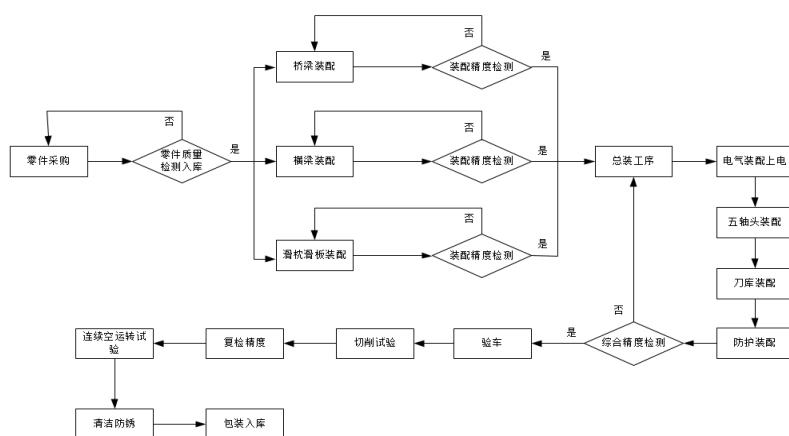 否
桥梁装配
装配精度检测
是
否
否
零件采购
零件质量
检测入库
是
横梁装配
装配精度检测
是
总装工序
电气装配上电
否
滑枕滑板装配
装配精度检测
是
五轴头装配
刀库装配
否
连续空运转试
验
复检精度
切削试验
验车
是
综合精度检测
防护装配
清洁防锈
包装入库